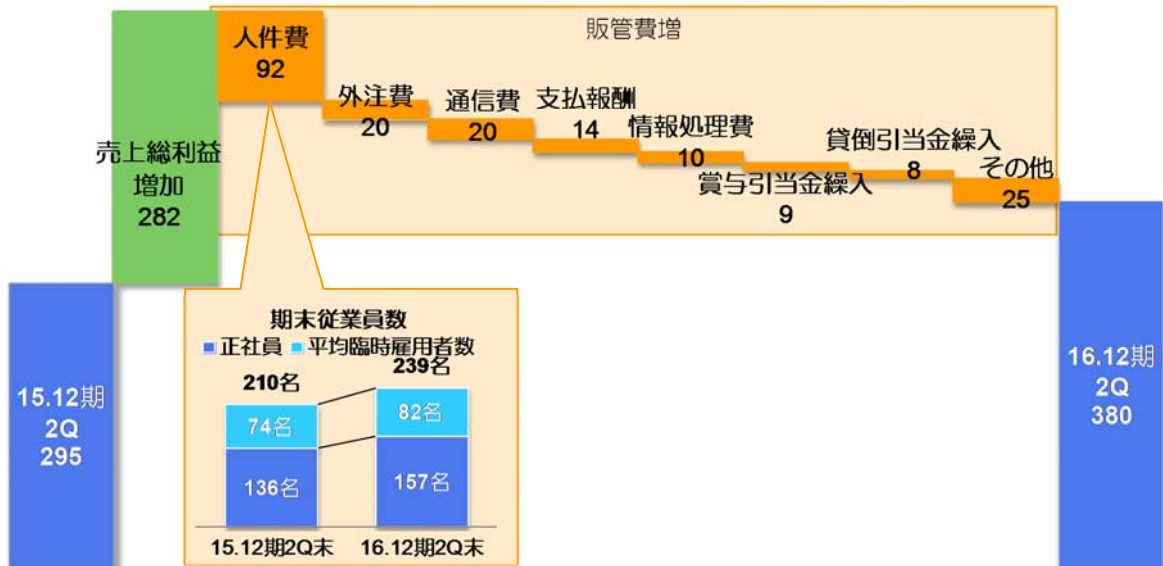 販管費増
人件費
92
外注費
20
通信費
20
支払報酬
14
情報処理費
10
賞与引当金繰入
9
貸倒引当金繰入
8
その他
25
売上総利益
増加
282
15.12期
2Q
295
16.12期
2Q
380
期末従業員数
正社員 平均臨時雇用者数
210名
239名
74名
82名
136名
157名
15.12期2Q末 16.12期2Q末